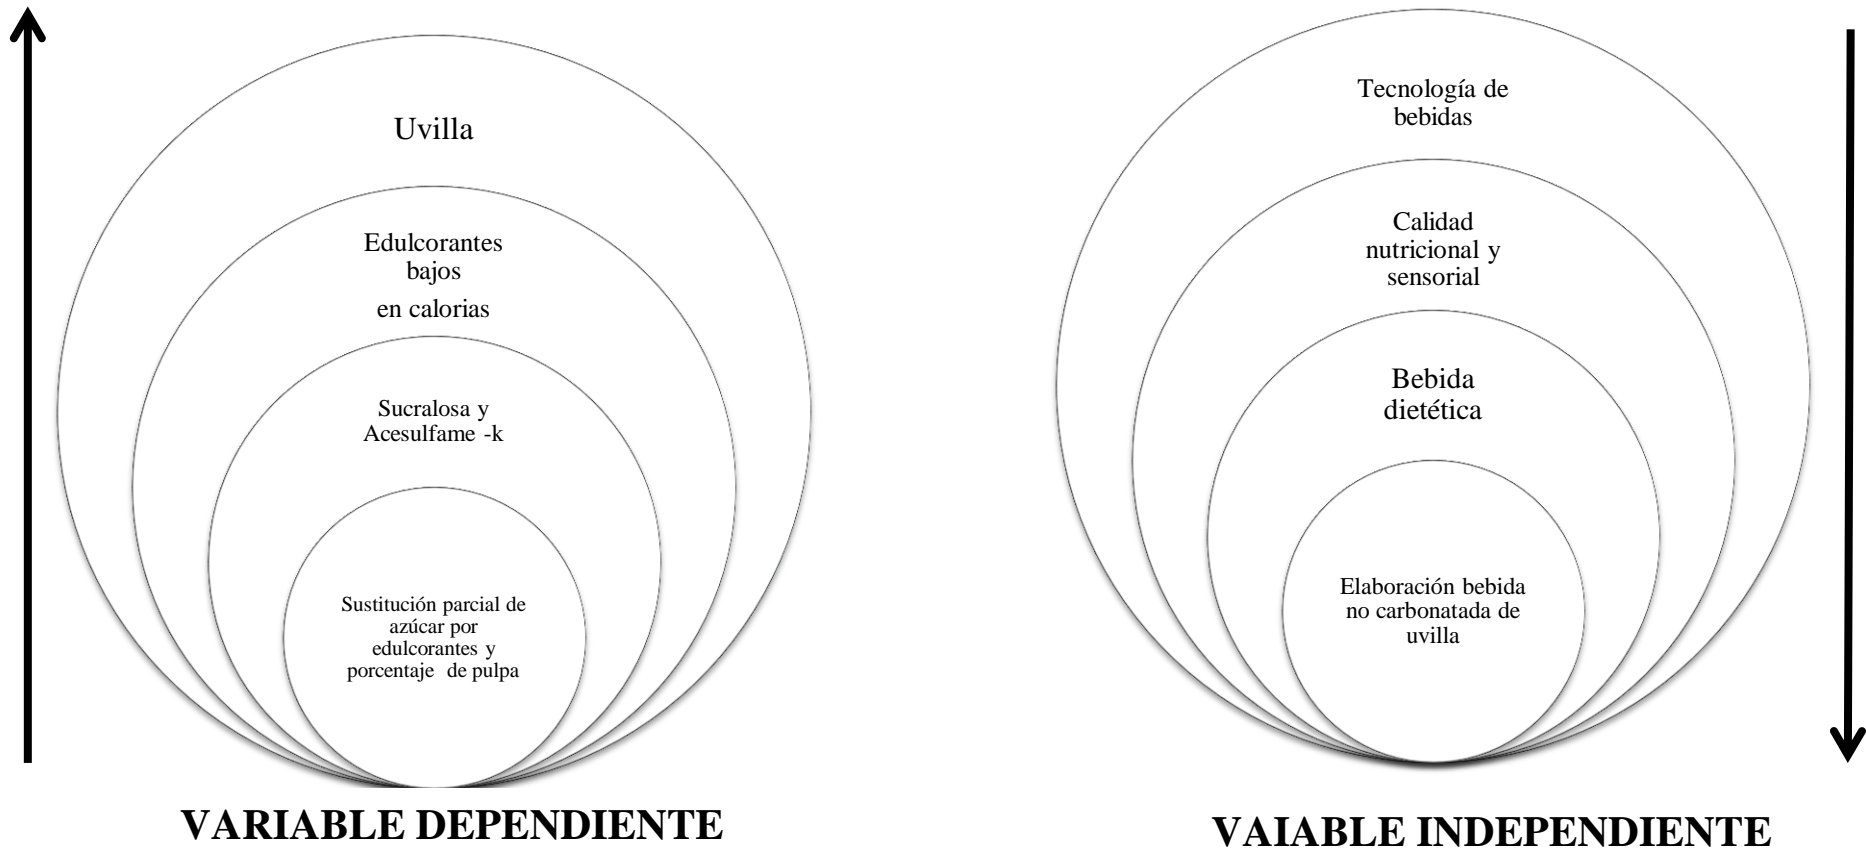 Uvilla
Edulcorantes
bajos
en calorias
Sucralosa y
Acesulfame -k
Sustitución parcial de
azúcar por
edulcorantes y
porcentaje de pulpa
VARIABLE DEPENDIENTE
Tecnología de
bebidas
Calidad
nutricional y
sensorial
Bebida
dietética
Elaboración bebida
no carbonatada de
uvilla
VAIABLE INDEPENDIENTE